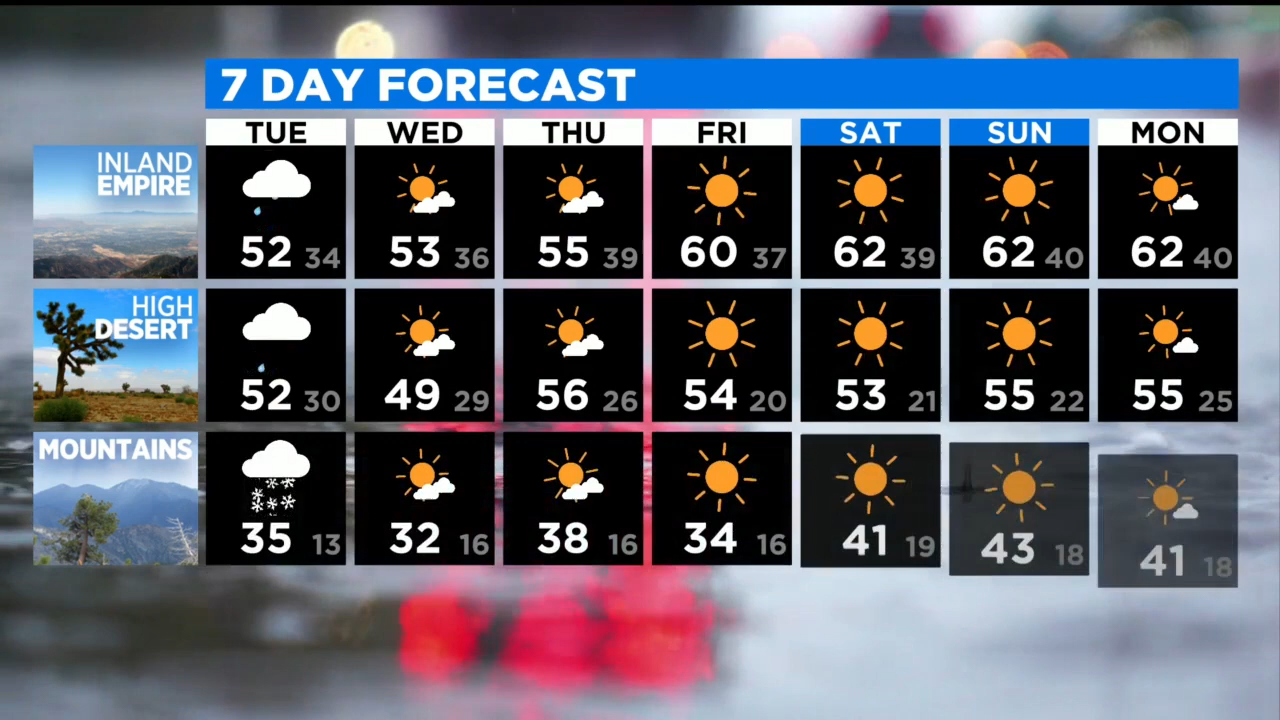 7 DAY FORECAST
TUE WED THU FRI SAT SUN MON
INLAND
EMPIRE
52 34 53 36 55 39 60 37 62 39 62 40 62 40
HIGH
DESERT
52 30 49 29 56 26 54 20 53 21 55 22 55 25
MOUNTAINS
35 13 32 16 38 16 34 16 41 19 43 18 41 18